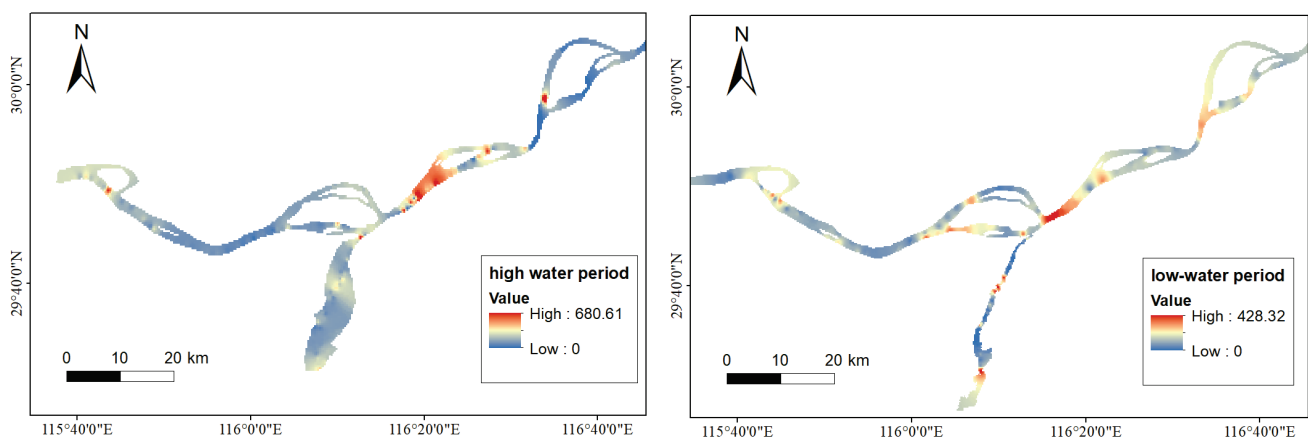 N
30°0'0"N
29°40'0"N
high water period
Value
High : 680.61
Low : 0
0 10 20 km
115°40'0"E 116°0'0"E 116°20'0"E 116°40'0"E
N
30°0'0"N
29°40'0"N
low-water period
Value
High : 428.32
Low : 0
0 10 20 km
115°40'0"E 116°0'0"E 116°20'0"E 116°40'0"E